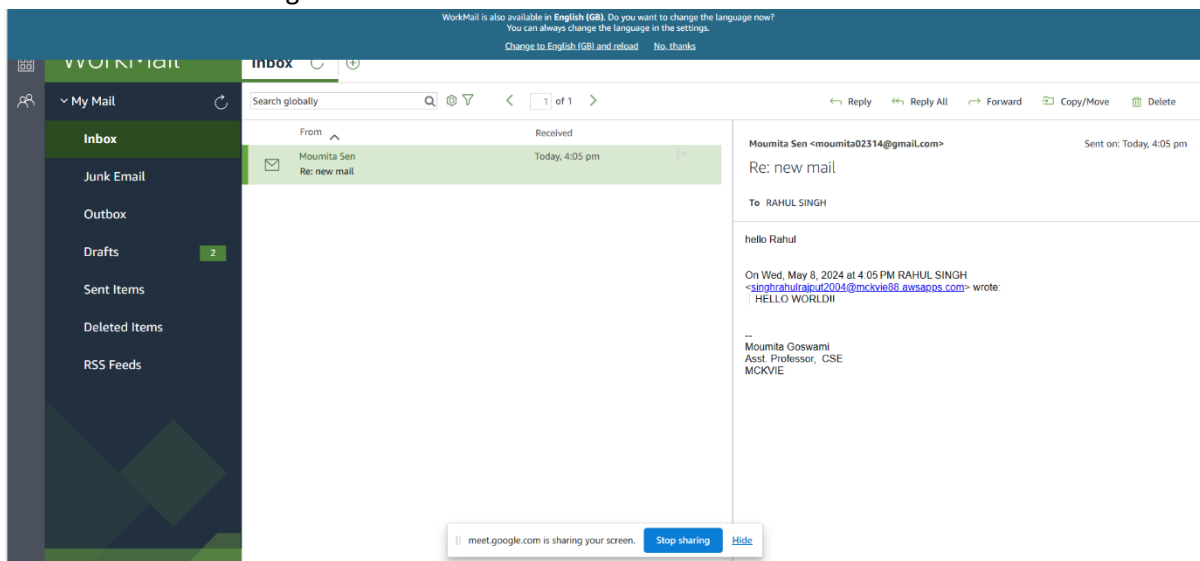 WorkMail is also available in English (GB). Do you want to change the language now?
You can always change the language in the settings.
Change to English (GB) and reload No, thanks
WorkMail
Inbox
My Mail
Search globally
1 of 1
Reply Reply All Forward Copy/Move Delete
Inbox
Junk Email
Outbox
Drafts 2
Sent Items
Deleted Items
RSS Feeds
From Received
Moumita Sen Today, 4:05 pm
Re: new mail
Moumita Sen <moumita02314@gmail.com> Sent on: Today, 4:05 pm
Re: new mail
To RAHUL SINGH
hello Rahul
On Wed, May 8, 2024 at 4:05 PM RAHUL SINGH
<singhrahulrajput2004@mckvie88.awsapps.com> wrote:
HELLO WORLD!!
--
Moumita Goswami
Asst. Professor, CSE
MCKVIE
meet.google.com is sharing your screen. Stop sharing Hide